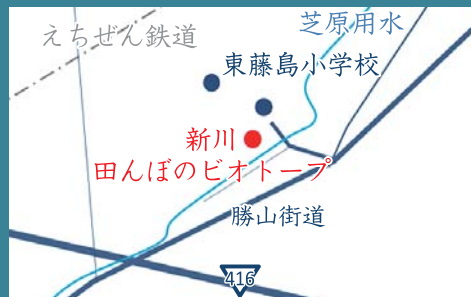 えちぜん鉄道
芝原用水
東藤島小学校
新川
田んぼのビオトープ
勝山街道
416